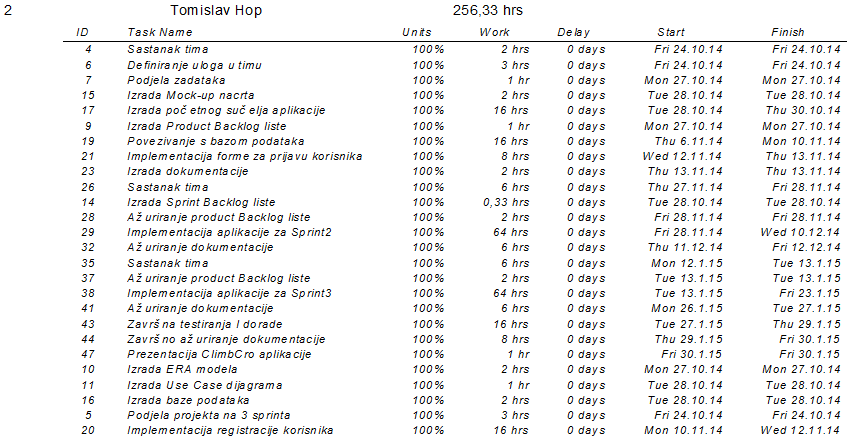 2 Tomislav Hop 256,33 hrs
ID Task Name Units Work Delay Start Finish
4 Sastanak tima 100% 2 hrs 0 days Fri 24.10.14 Fri 24.10.14
6 Definiranje uloga u timu 100% 3 hrs 0 days Fri 24.10.14 Fri 24.10.14
7 Podjela zadataka 100% 1 hr 0 days Mon 27.10.14 Mon 27.10.14
15 Izrada Mock-up nacrta 100% 2 hrs 0 days Tue 28.10.14 Tue 28.10.14
17 Izrada početnog sučelja aplikacije 100% 16 hrs 0 days Tue 28.10.14 Thu 30.10.14
9 Izrada Product Backlog liste 100% 1 hr 0 days Mon 27.10.14 Mon 27.10.14
19 Povezivanje s bazom podataka 100% 16 hrs 0 days Thu 6.11.14 Mon 10.11.14
21 Implementacija forme za prijavu korisnika 100% 8 hrs 0 days Wed 12.11.14 Thu 13.11.14
23 Izrada dokumentacije 100% 2 hrs 0 days Thu 13.11.14 Thu 13.11.14
26 Sastanak tima 100% 6 hrs 0 days Thu 27.11.14 Fri 28.11.14
14 Izrada Sprint Backlog liste 100% 0,33 hrs 0 days Tue 28.10.14 Tue 28.10.14
28 Ažuriranje product Backlog liste 100% 2 hrs 0 days Fri 28.11.14 Fri 28.11.14
29 Implementacija aplikacije za Sprint2 100% 64 hrs 0 days Fri 28.11.14 Wed 10.12.14
32 Ažuriranje dokumentacije 100% 6 hrs 0 days Thu 11.12.14 Fri 12.12.14
35 Sastanak tima 100% 6 hrs 0 days Mon 12.1.15 Tue 13.1.15
37 Ažuriranje product Backlog liste 100% 2 hrs 0 days Tue 13.1.15 Tue 13.1.15
38 Implementacija aplikacije za Sprint3 100% 64 hrs 0 days Tue 13.1.15 Fri 23.1.15
41 Ažuriranje dokumentacije 100% 6 hrs 0 days Mon 26.1.15 Tue 27.1.15
43 Završna testiranja I dorade 100% 16 hrs 0 days Tue 27.1.15 Thu 29.1.15
44 Završno ažuriranje dokumentacije 100% 8 hrs 0 days Thu 29.1.15 Fri 30.1.15
47 Prezentacija ClimbCro aplikacije 100% 1 hr 0 days Fri 30.1.15 Fri 30.1.15
10 Izrada ERA modela 100% 2 hrs 0 days Mon 27.10.14 Mon 27.10.14
11 Izrada Use Case dijagrama 100% 1 hr 0 days Tue 28.10.14 Tue 28.10.14
16 Izrada baze podataka 100% 2 hrs 0 days Tue 28.10.14 Tue 28.10.14
5 Podjela projekta na 3 sprinta 100% 3 hrs 0 days Fri 24.10.14 Fri 24.10.14
20 Implementacija registracije korisnika 100% 16 hrs 0 days Mon 10.11.14 Wed 12.11.14